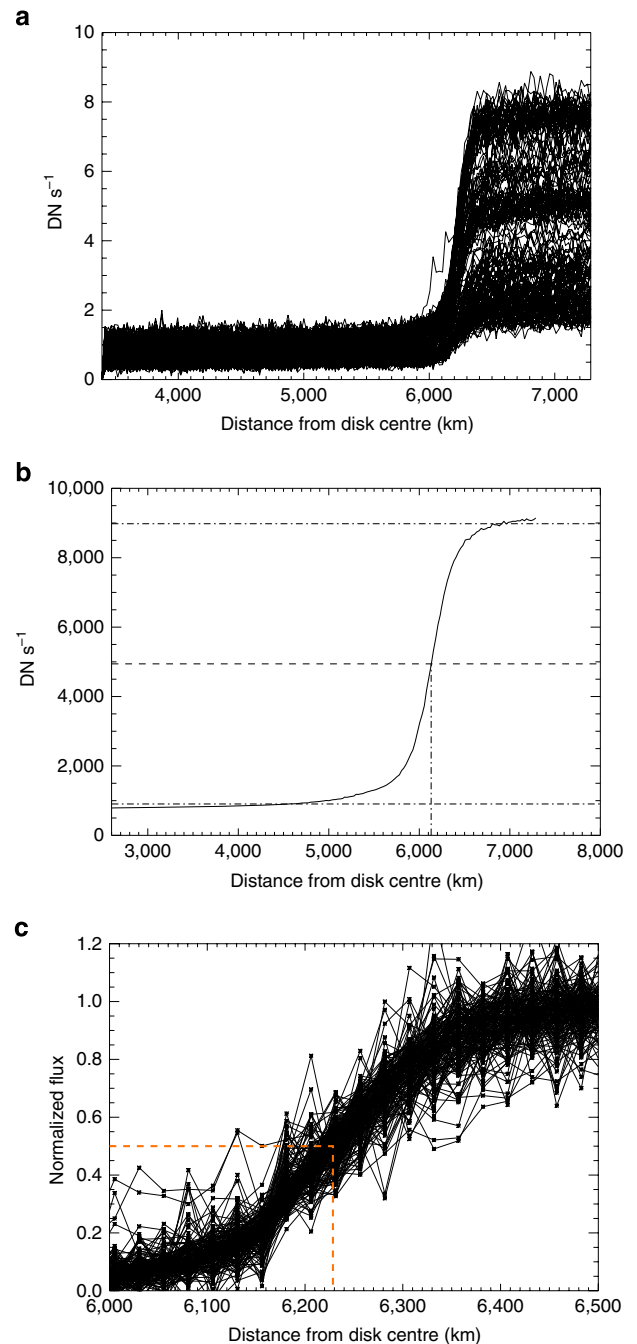 a
10
8
6
4
2
0
DN s⁻¹
4,000 5,000 6,000 7,000
Distance from disk centre (km)
b
10,000
8,000
6,000
4,000
2,000
0
DN s⁻¹
3,000 4,000 5,000 6,000 7,000 8,000
Distance from disk centre (km)
c
1.2
1.0
0.8
0.6
0.4
0.2
0.0
Normalized flux
6,000 6,100 6,200 6,300 6,400 6,500
Distance from disk centre (km)